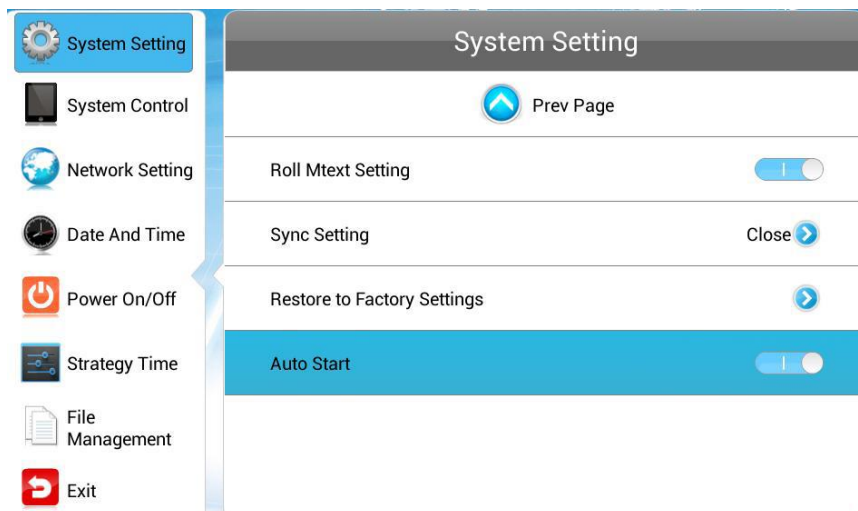 System Setting
System Control
Network Setting
Date And Time
Power On/Off
Strategy Time
File
Management
Exit
System Setting
Prev Page
Roll Mtext Setting
Sync Setting Close
Restore to Factory Settings
Auto Start